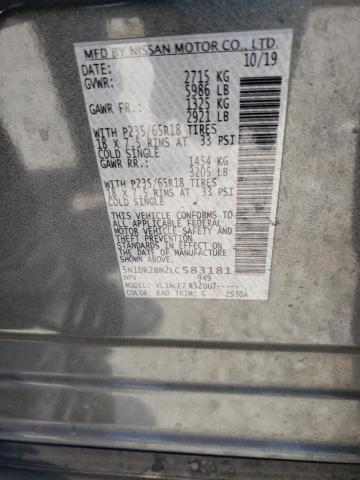 MFD BY NISSAN MOTOR CO., LTD.
DATE: 10/19
GVWR: 2715 KG
5986 LB
GAWR FR.: 1325 KG
2921 LB
WITH P235/65R18 TIRES
18 X 7.5 RIMS AT 33 PSI
COLD SINGLE
GAWR RR.: 1454 KG
3205 LB
WITH P235/65R18 TIRES
18 X 7.5 RIMS AT 33 PSI
COLD SINGLE
THIS VEHICLE CONFORMS
TO ALL APPLICABLE FEDERAL
MOTOR VEHICLE SAFETY
STANDARDS IN EFFECT ON
THE DATE OF MANUFACTURE
SHOWN ABOVE
5N1DR2BN2LC583181
MPV 949
MODEL:
COLOR: KAD TRIM: G 2S30A